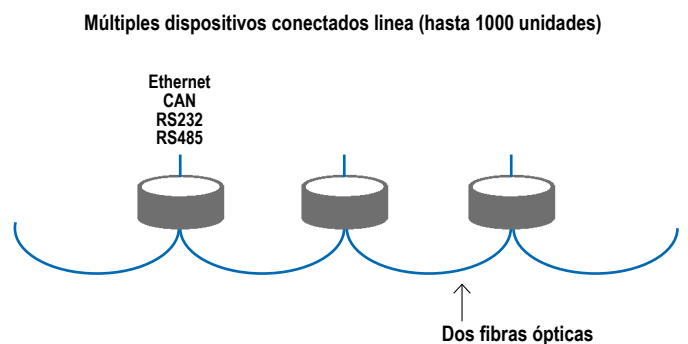 Múltiples dispositivos conectados linea (hasta 1000 unidades)
Ethernet
CAN
RS232
RS485
Dos fibras ópticas